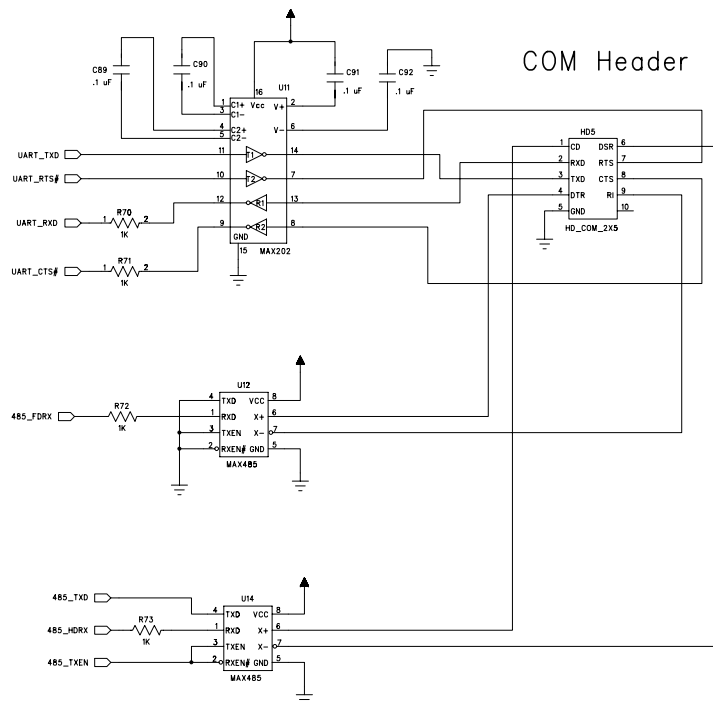 COM Header
C89
.1 uF
C90
.1 uF
C91
.1 uF
C92
.1 uF
16
U11
1 C1+ Vcc V+ 2
3 C1-
4 C2+ V- 6
5 C2-
UART_TXD 11 T1 14
UART_RTS# 10 T2 7
UART_RXD 1 R70 2 12 R1 13
1K
UART_CTS# 1 R71 2 9 R2 8
1K
GND
15
MAX202
HD5
1 CD DSR 6
2 RXD RTS 7
3 TXD CTS 8
4 DTR RI 9
5 GND 10
HD_COM_2X5
U12
4 TXD VCC 8
485_FDRX R72 1 RXD X+ 6
1K
3 TXEN X- 7
2 RXEN# GND 5
MAX485
U14
485_TXD 4 TXD VCC 8
485_HDRX R73 1 RXD X+ 6
1K
3 TXEN X- 7
485_TXEN 2 RXEN# GND 5
MAX485